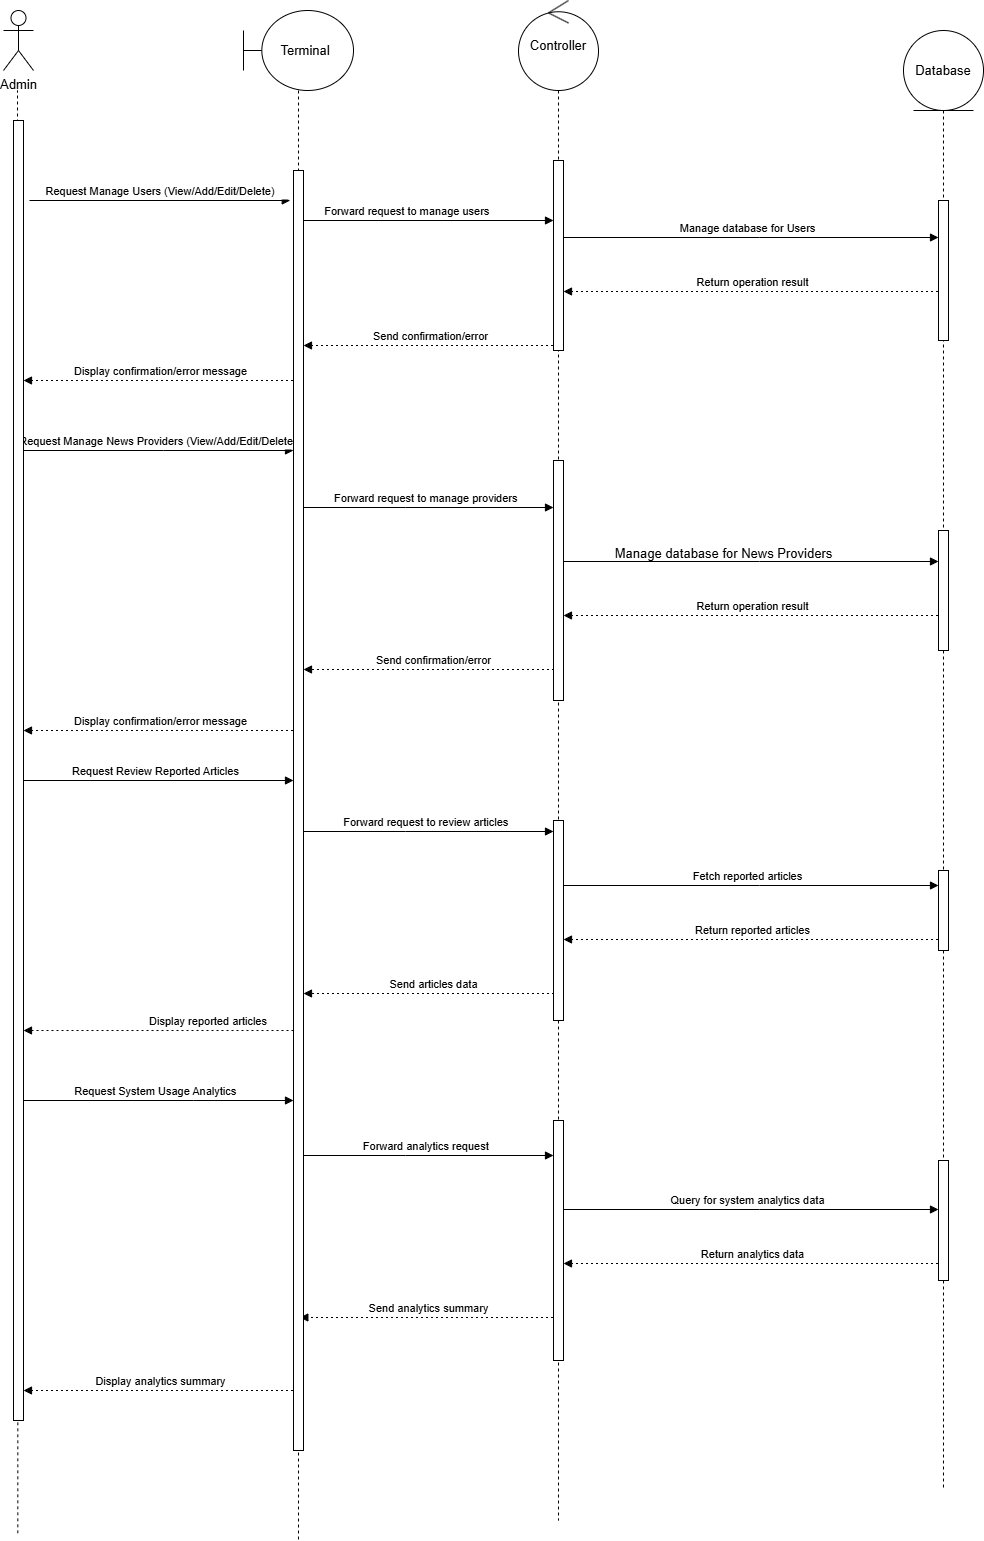 Admin
Terminal
Controller
Database
Request Manage Users (View/Add/Edit/Delete)
Forward request to manage users
Manage database for Users
Return operation result
Send confirmation/error
Display confirmation/error message
Request Manage News Providers (View/Add/Edit/Delete
Forward request to manage providers
Manage database for News Providers
Return operation result
Send confirmation/error
Display confirmation/error message
Request Review Reported Articles
Forward request to review articles
Fetch reported articles
Return reported articles
Send articles data
Display reported articles
Request System Usage Analytics
Forward analytics request
Query for system analytics data
Return analytics data
Send analytics summary
Display analytics summary